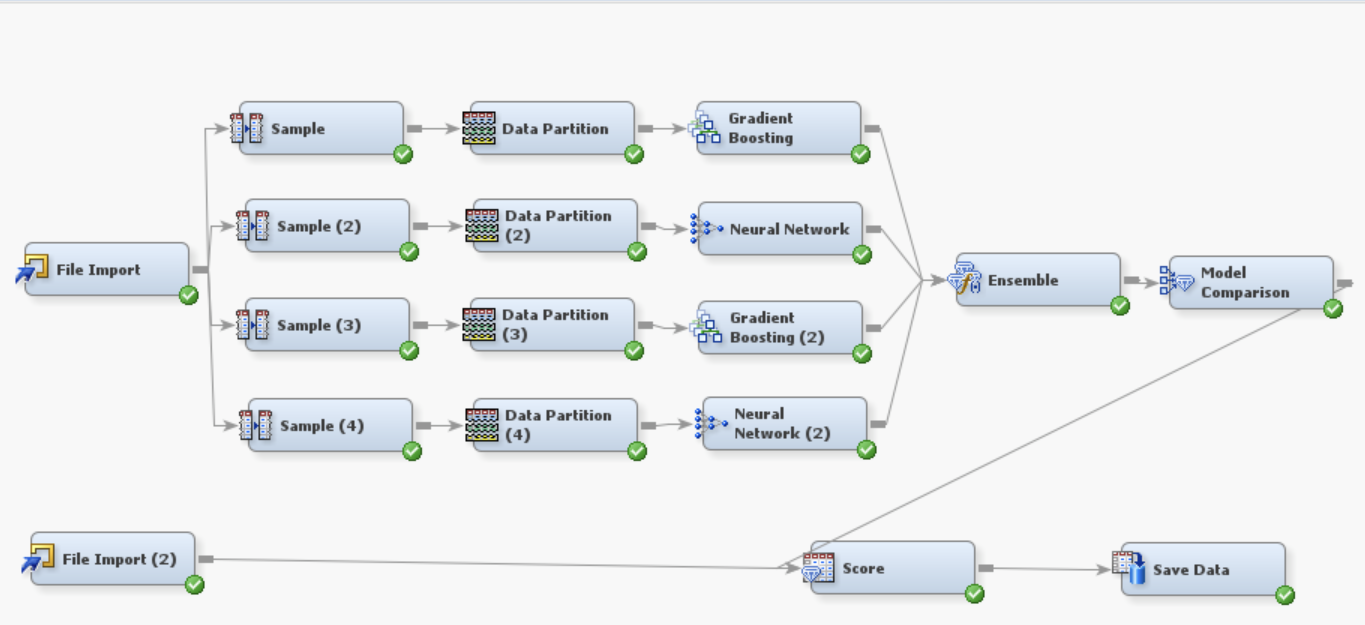 Sample
Data Partition
Gradient
Boosting
Sample (2)
Data Partition
(2)
Neural Network
File Import
Ensemble
Model
Comparison
Sample (3)
Data Partition
(3)
Gradient
Boosting (2)
Sample (4)
Data Partition
(4)
Neural
Network (2)
File Import (2)
Score
Save Data